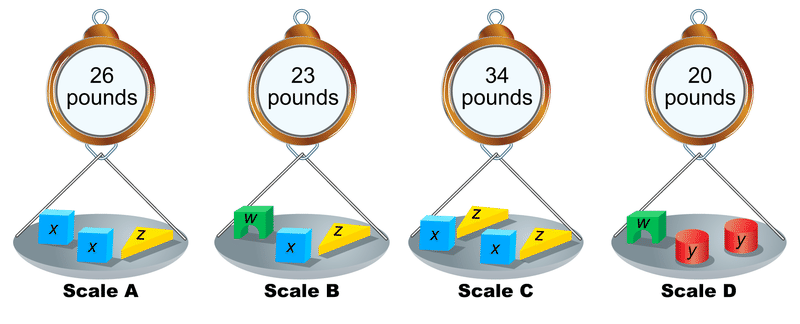 26
pounds
23
pounds
34
pounds
20
pounds
x
x
z
w
x
z
x
z
x
z
w
y
y
Scale A
Scale B
Scale C
Scale D